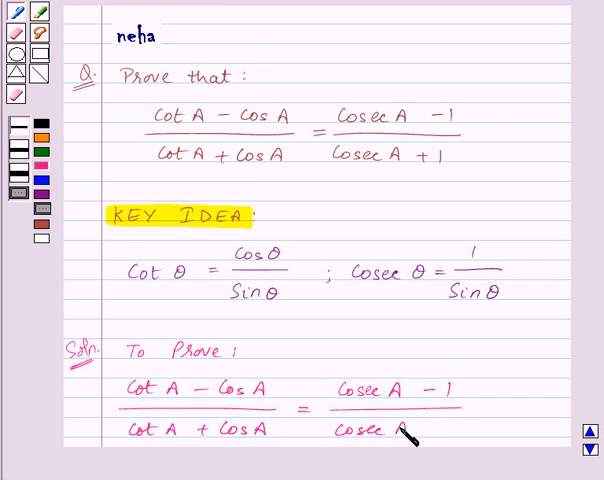 neha
Q. Prove that :
Cot A - Cos A / Cot A + Cos A = Cosec A - 1 / Cosec A + 1
KEY IDEA :
Cot θ = Cos θ / Sin θ ; Cosec θ = 1 / Sin θ
Soln. To Prove :
Cot A - Cos A / Cot A + Cos A = Cosec A - 1 / Cosec A